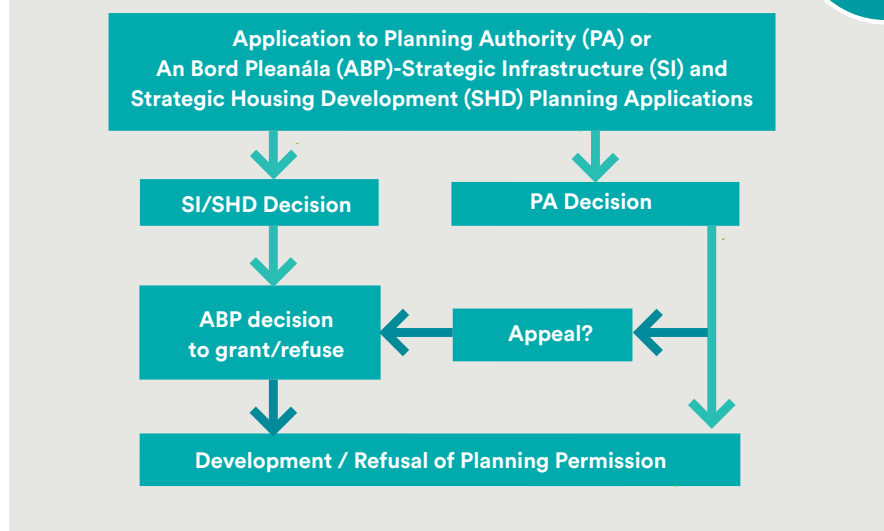 Application to Planning Authority (PA) or
An Bord Pleanála (ABP)-Strategic Infrastructure (SI) and
Strategic Housing Development (SHD) Planning Applications
SI/SHD Decision
PA Decision
ABP decision
to grant/refuse
Appeal?
Development / Refusal of Planning Permission